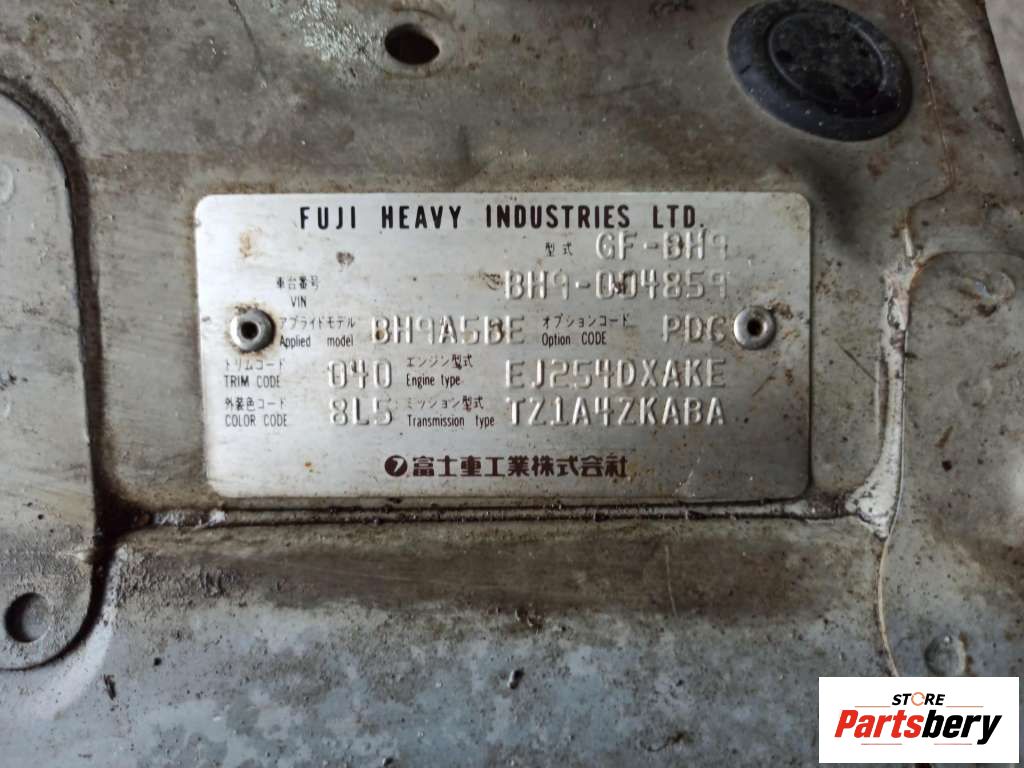 FUJI HEAVY INDUSTRIES LTD.
型式 GF-BH9
車台番号 VIN BH9-004859
アプライドモデル Applied model BH9A5BE オプションコード Option CODE PDC
トリムコード TRIM CODE 040 エンジン型式 Engine type EJ254DXAKE
外装色コード COLOR CODE 8L5 ミッション型式 Transmission type TZ1A4ZKABA
富士重工業株式会社
STORE
Partsbery